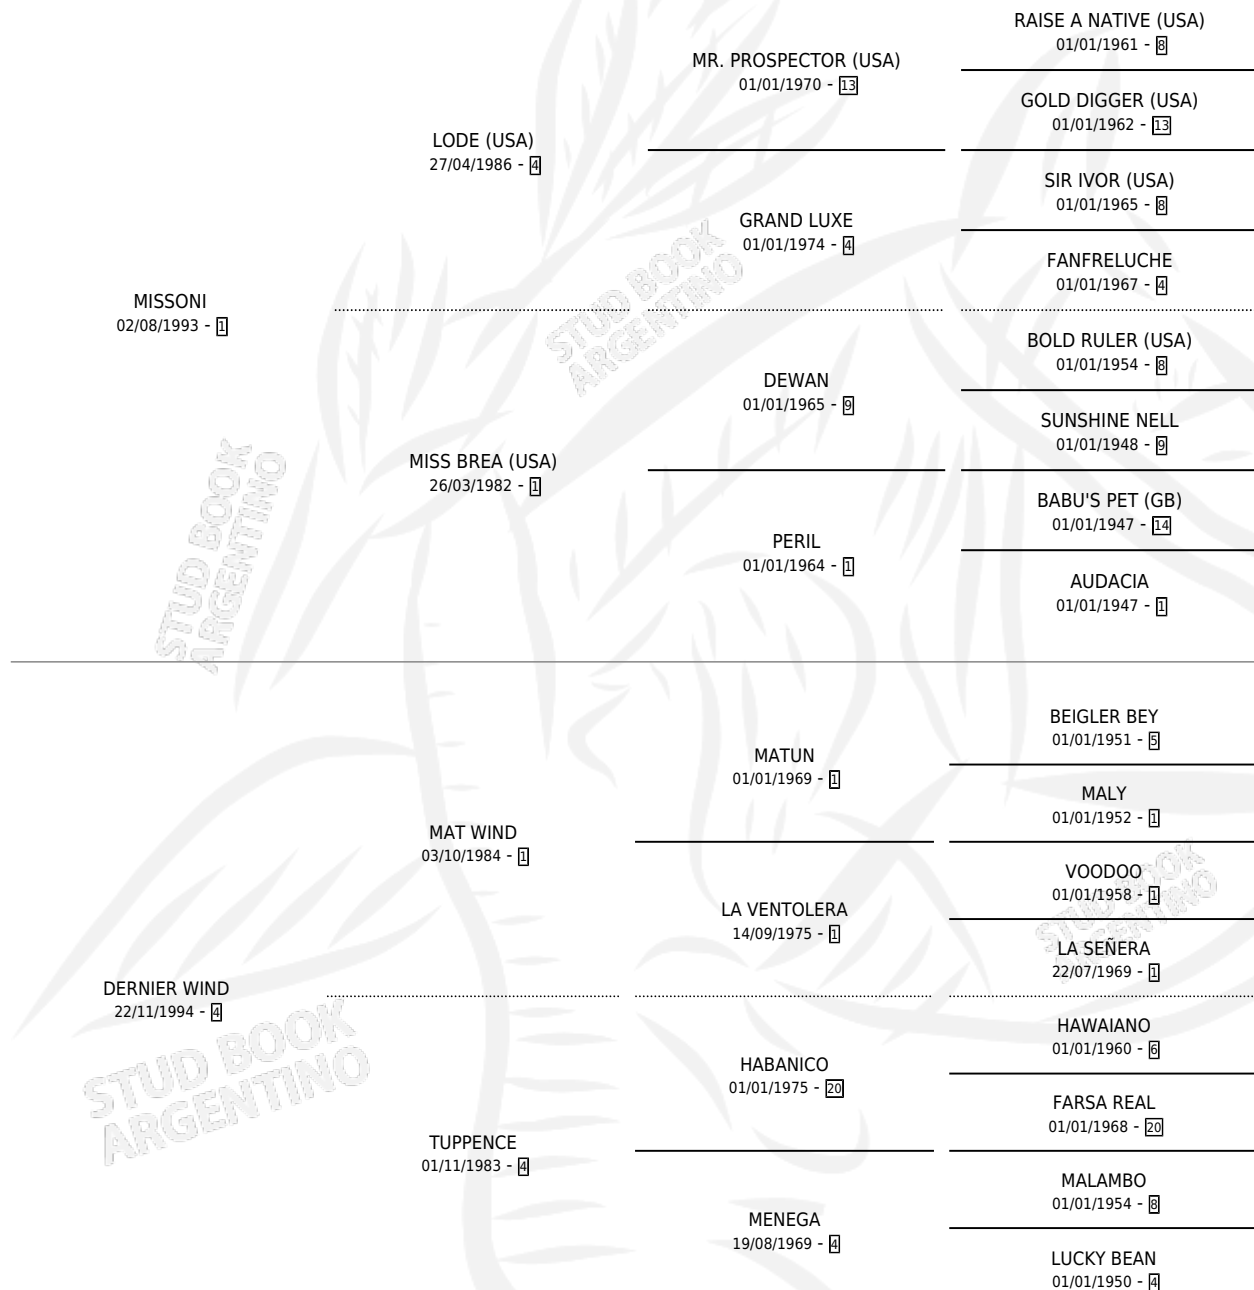 RAISE A NATIVE (USA)
01/01/1961 - 8
MR. PROSPECTOR (USA)
01/01/1970 - 13
GOLD DIGGER (USA)
01/01/1962 - 13
LODE (USA)
27/04/1986 - 4
SIR IVOR (USA)
01/01/1965 - 8
GRAND LUXE
01/01/1974 - 4
FANFRELUCHE
01/01/1967 - 4
MISSONI
02/08/1993 - 1
BOLD RULER (USA)
01/01/1954 - 8
DEWAN
01/01/1965 - 9
SUNSHINE NELL
01/01/1948 - 9
MISS BREA (USA)
26/03/1982 - 1
BABU'S PET (GB)
01/01/1947 - 14
PERIL
01/01/1964 - 1
AUDACIA
01/01/1947 - 1
BEIGLER BEY
01/01/1951 - 5
MATUN
01/01/1969 - 1
MALY
01/01/1952 - 1
MAT WIND
03/10/1984 - 1
VOODOO
01/01/1958 - 1
LA VENTOLERA
14/09/1975 - 1
LA SEÑERA
22/07/1969 - 1
DERNIER WIND
22/11/1994 - 4
HAWAIANO
01/01/1960 - 6
HABANICO
01/01/1975 - 20
FARSA REAL
01/01/1968 - 20
TUPPENCE
01/11/1983 - 4
MALAMBO
01/01/1954 - 8
MENEGA
19/08/1969 - 4
LUCKY BEAN
01/01/1950 - 4
STUD BOOK
ARGENTINO
STUD BOOK
ARGENTINO
STUD BOOK
ARGENTINO
STUD BOOK
ARGENTINO